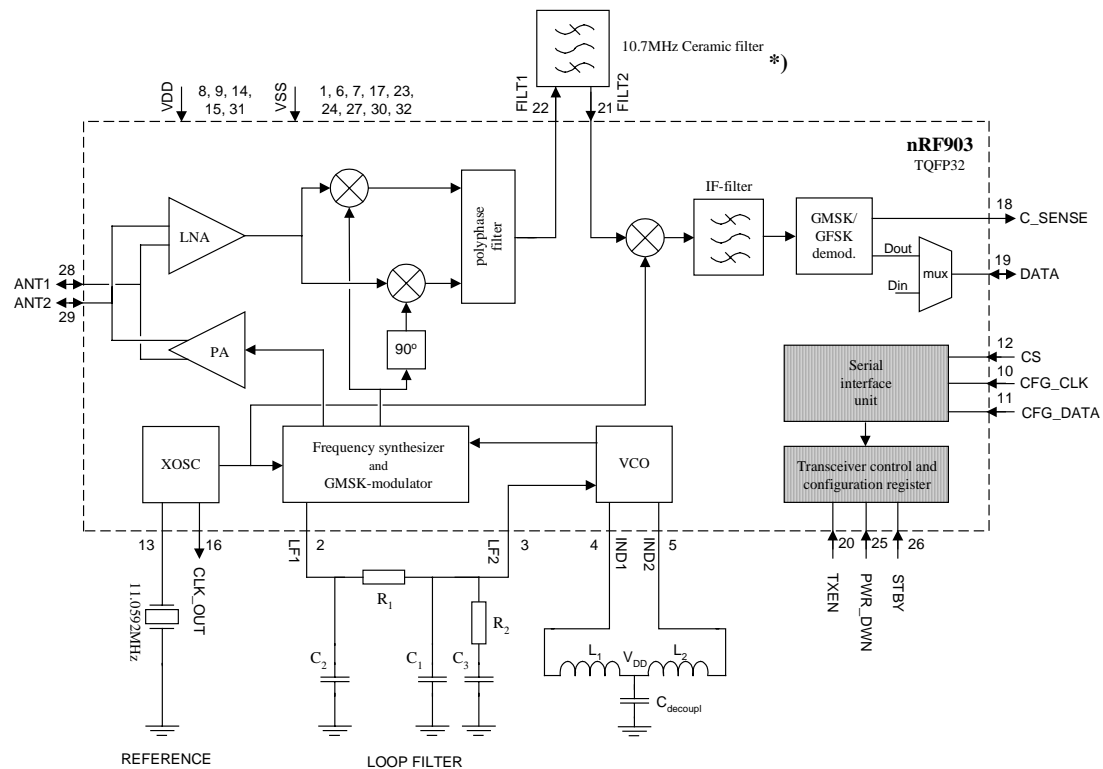 10.7MHz Ceramic filter *)
VDD
8, 9, 14,
15, 31
VSS
1, 6, 7, 17, 23,
24, 27, 30, 32
FILT1
22
21
FILT2
nRF903
TQFP32
LNA
polyphase
filter
IF-filter
GMSK/
GFSK
demod.
18
C_SENSE
Dout
Din
mux
19
DATA
28
ANT1
ANT2
29
PA
90º
Serial
interface
unit
12
CS
10
CFG_CLK
11
CFG_DATA
XOSC
Frequency synthesizer
and
GMSK-modulator
VCO
Transceiver control and
configuration register
13
16
CLK_OUT
LF1
2
LF2
3
4
IND1
IND2
5
20
25
26
TXEN
PWR_DWN
STBY
11.0592MHz
R1
R2
C2
C1
C3
L1
VDD
L2
Cdecoupl
REFERENCE
LOOP FILTER